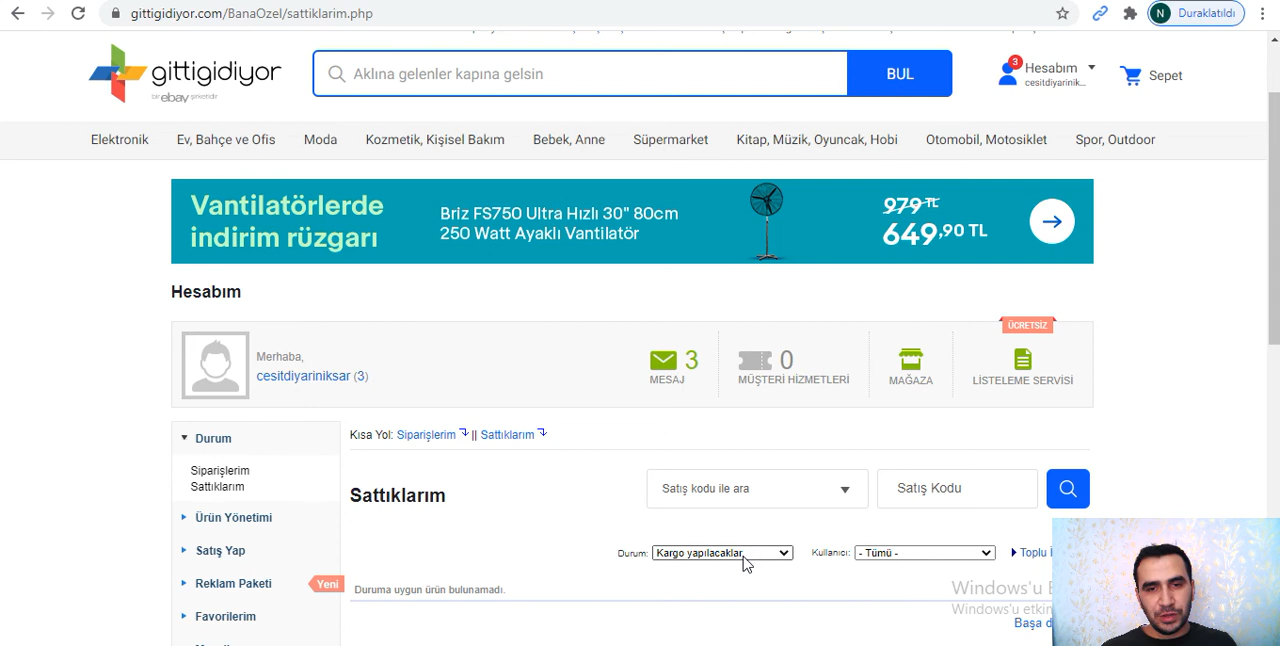 gittigidiyor.com/BanaOzel/sattiklarim.php
N Duraklatıldı
gittigidiyor
bir ebay şirketidir
Aklına gelenler kapına gelsin
BUL
3
Hesabım
cesitdiyarinik...
Sepet
Elektronik Ev, Bahçe ve Ofis Moda Kozmetik, Kişisel Bakım Bebek, Anne Süpermarket Kitap, Müzik, Oyuncak, Hobi Otomobil, Motosiklet Spor, Outdoor
Vantilatörlerde
indirim rüzgarı
Briz FS750 Ultra Hızlı 30" 80cm
250 Watt Ayaklı Vantilatör
979 TL
649,90 TL
Hesabım
Merhaba,
cesitdiyariniksar (3)
3
MESAJ
0
MÜŞTERİ HİZMETLERİ
MAĞAZA
ÜCRETSİZ
LİSTELEME SERVİSİ
Durum
Siparişlerim
Sattıklarım
Ürün Yönetimi
Satış Yap
Reklam Paketi Yeni
Favorilerim
Kısa Yol: Siparişlerim || Sattıklarım
Sattıklarım
Satış kodu ile ara
Satış Kodu
Durum: Kargo yapılacaklar
Kullanıcı: - Tümü -
Toplu
Duruma uygun ürün bulunamadı.
Windows'u
Windows'u
Başa